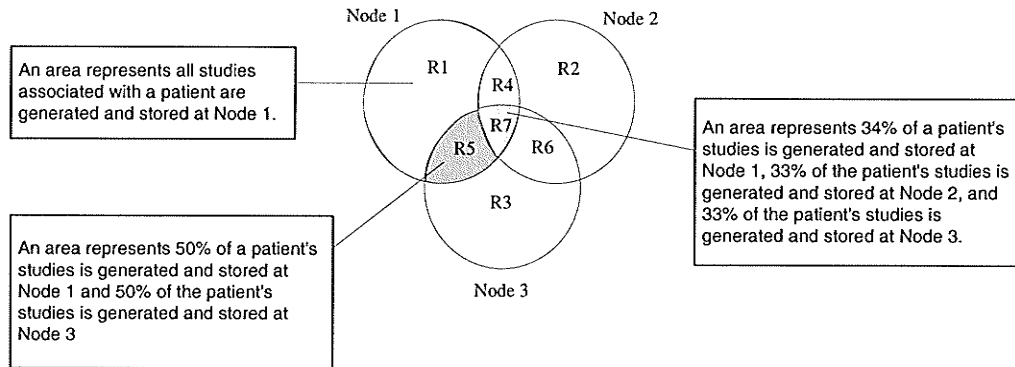 Node 1
Node 2
An area represents all studies
associated with a patient are
generated and stored at Node 1.
R1
R4
R2
R7
R5
R6
R3
An area represents 34% of a patient's
studies is generated and stored at
Node 1, 33% of the patient's studies is
generated and stored at Node 2, and
33% of the patient's studies is
generated and stored at Node 3.
An area represents 50% of a patient's
studies is generated and stored at
Node 1 and 50% of the patient's
studies is generated and stored at
Node 3
Node 3